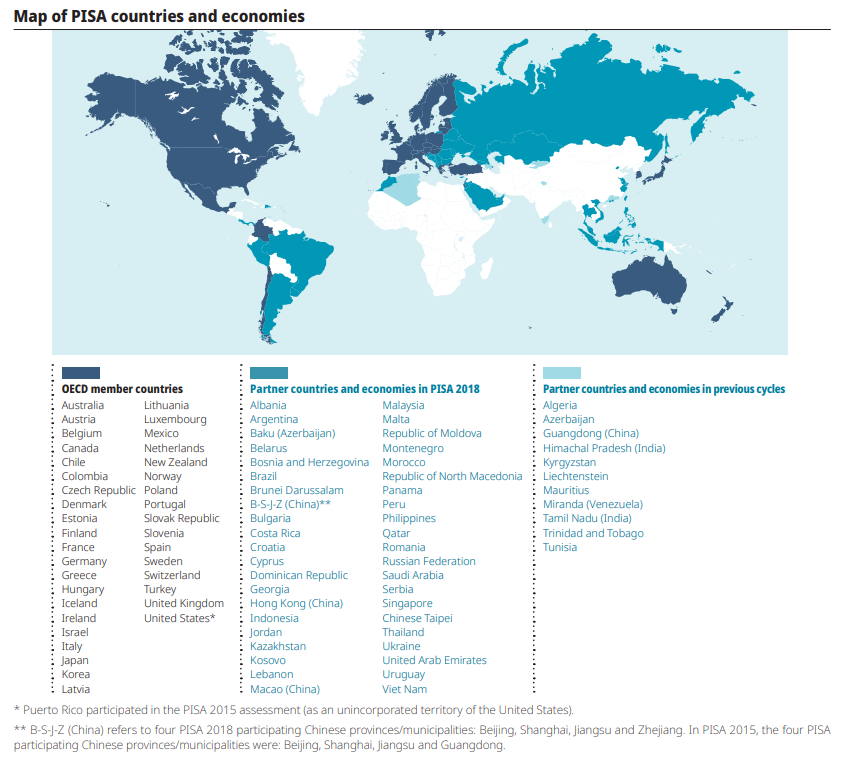 Map of PISA countries and economies
OECD member countries
Australia
Austria
Belgium
Canada
Chile
Colombia
Czech Republic
Denmark
Estonia
Finland
France
Germany
Greece
Hungary
Iceland
Ireland
Israel
Italy
Japan
Korea
Latvia
Lithuania
Luxembourg
Mexico
Netherlands
New Zealand
Norway
Poland
Portugal
Slovak Republic
Slovenia
Spain
Sweden
Switzerland
Turkey
United Kingdom
United States*
Partner countries and economies in PISA 2018
Albania
Argentina
Baku (Azerbaijan)
Belarus
Bosnia and Herzegovina
Brazil
Brunei Darussalam
B-S-J-Z (China)**
Bulgaria
Costa Rica
Croatia
Cyprus
Dominican Republic
Georgia
Hong Kong (China)
Indonesia
Jordan
Kazakhstan
Kosovo
Lebanon
Macao (China)
Malaysia
Malta
Republic of Moldova
Montenegro
Morocco
Republic of North Macedonia
Panama
Peru
Philippines
Qatar
Romania
Russian Federation
Saudi Arabia
Serbia
Singapore
Chinese Taipei
Thailand
Ukraine
United Arab Emirates
Uruguay
Viet Nam
Partner countries and economies in previous cycles
Algeria
Azerbaijan
Guangdong (China)
Himachal Pradesh (India)
Kyrgyzstan
Liechtenstein
Mauritius
Miranda (Venezuela)
Tamil Nadu (India)
Trinidad and Tobago
Tunisia
* Puerto Rico participated in the PISA 2015 assessment (as an unincorporated territory of the United States).
** B-S-J-Z (China) refers to four PISA 2018 participating Chinese provinces/municipalities: Beijing, Shanghai, Jiangsu and Zhejiang. In PISA 2015, the four PISA
participating Chinese provinces/municipalities were: Beijing, Shanghai, Jiangsu and Guangdong.